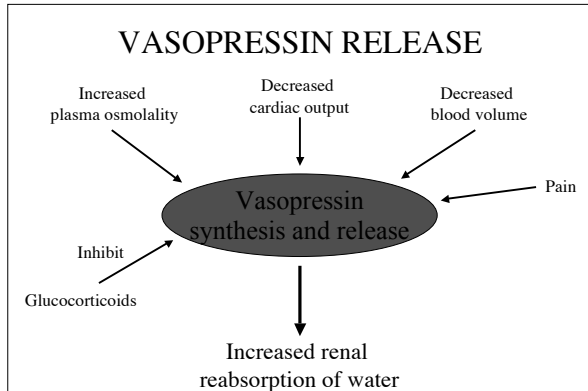 VASOPRESSIN RELEASE
Increased
plasma osmolality
Decreased
cardiac output
Decreased
blood volume
Pain
Vasopressin
synthesis and release
Inhibit
Glucocorticoids
Increased renal
reabsorption of water